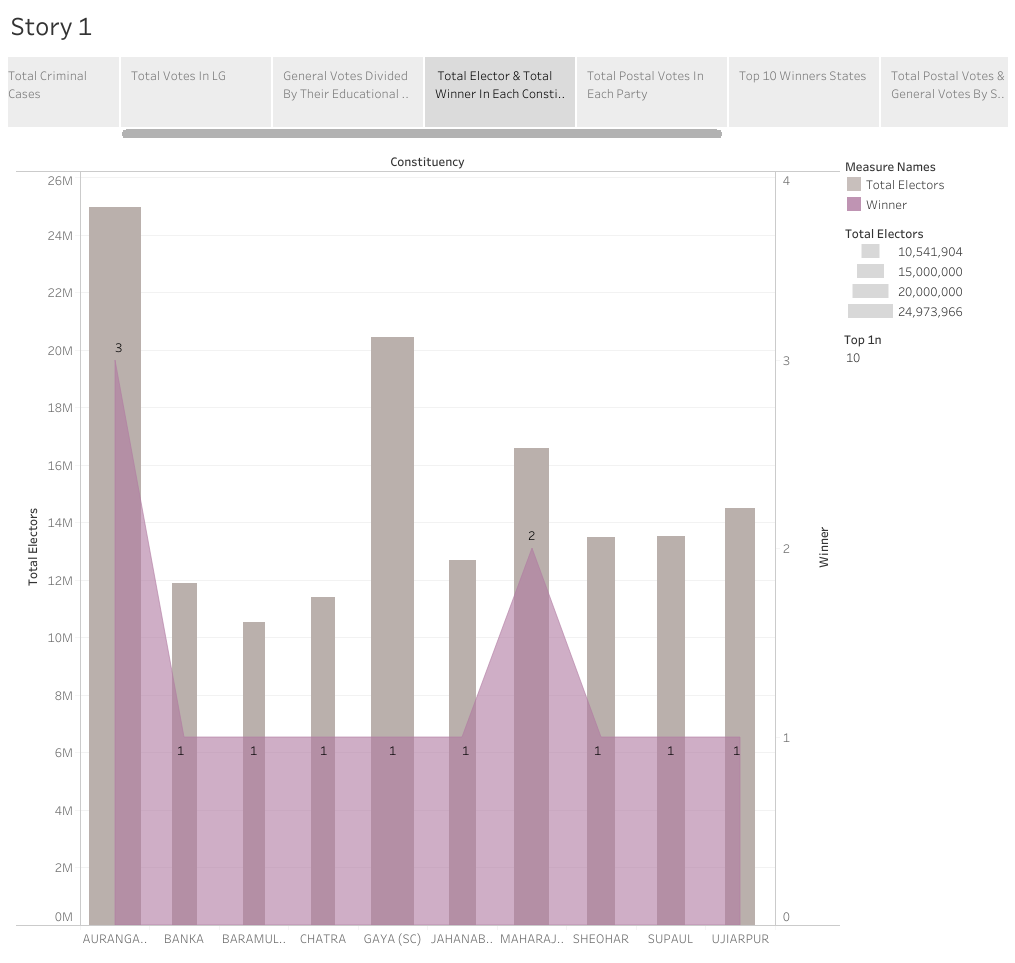 Story 1
Total Criminal
Cases
Total Votes In LG
General Votes Divided
By Their Educational ..
Total Elector & Total
Winner In Each Consti..
Total Postal Votes In
Each Party
Top 10 Winners States
Total Postal Votes &
General Votes By S..
Constituency
26M
24M
22M
20M
18M
16M
14M
12M
10M
8M
6M
4M
2M
0M
Total Electors
3
1
1
1
1
1
2
1
1
1
4
3
2
1
0
Winner
AURANGA..
BANKA
BARAMUL..
CHATRA
GAYA (SC)
JAHANAB..
MAHARAJ..
SHEOHAR
SUPAUL
UJIARPUR
Measure Names
Total Electors
Winner
Total Electors
10,541,904
15,000,000
20,000,000
24,973,966
Top 1n
10